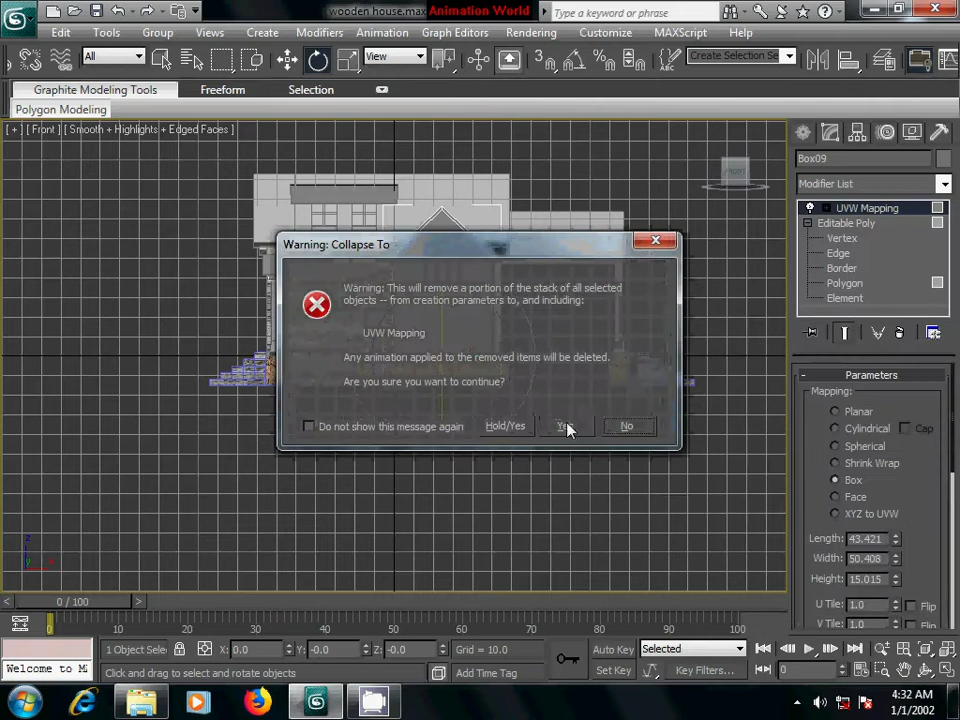 wooden house.max Animation World Type a keyword or phrase
Edit Tools Group Views Create Modifiers Animation Graph Editors Rendering Customize MAXScript Help
All View 3 Create Selection Se
Graphite Modeling Tools Freeform Selection
Polygon Modeling
[ + ] [ Front ] [ Smooth + Highlights + Edged Faces ]
FRONT
Box09
Modifier List
UVW Mapping
Editable Poly
Vertex
Edge
Border
Polygon
Element
Warning: Collapse To
Warning: This will remove a portion of the stack of all selected
objects -- from creation parameters to, and including:
UVW Mapping
Any animation applied to the removed items will be deleted.
Are you sure you want to continue?
Do not show this message again Hold/Yes Yes No
Parameters
Mapping:
Planar
Cylindrical Cap
Spherical
Shrink Wrap
Box
Face
XYZ to UVW
Length: 43.421
Width: 50.408
Height: 15.015
U Tile: 1.0 Flip
V Tile: 1.0 Flip
z
x
y
0 / 100
0 10 20 30 40 50 60 70 80 90 100
1 Object Selec X: 0.0 Y: -0.0 Z: -0.0 Grid = 10.0 Auto Key Selected
Welcome to M Click and drag to select and rotate objects Add Time Tag Set Key Key Filters... 0
4:32 AM
1/1/2002